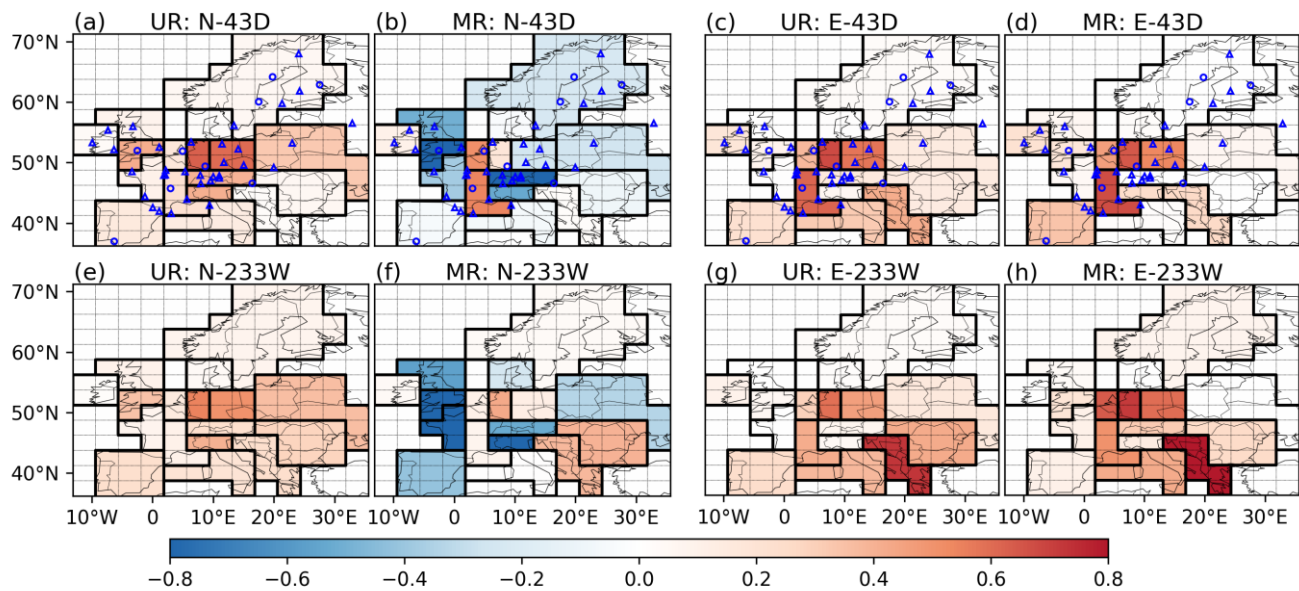 (a) UR: N-43D (b) MR: N-43D (c) UR: E-43D (d) MR: E-43D
70°N
60°N
50°N
40°N
(e) UR: N-233W (f) MR: N-233W (g) UR: E-233W (h) MR: E-233W
70°N
60°N
50°N
40°N
10°W 0 10°E 20°E 30°E 10°W 0 10°E 20°E 30°E 10°W 0 10°E 20°E 30°E 10°W 0 10°E 20°E 30°E
−0.8 −0.6 −0.4 −0.2 0.0 0.2 0.4 0.6 0.8